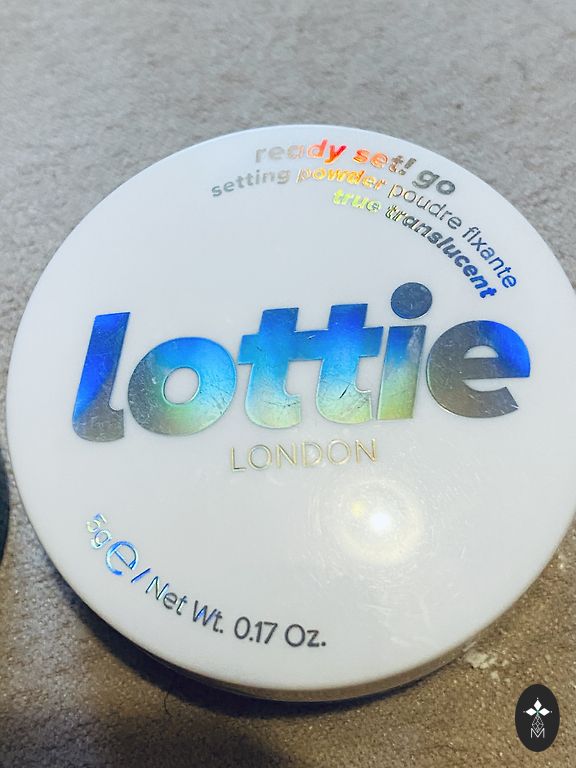 ready set! go
setting powder poudre fixante
true translucent
lottie
LONDON
5g ℮ / Net Wt. 0.17 Oz.
M